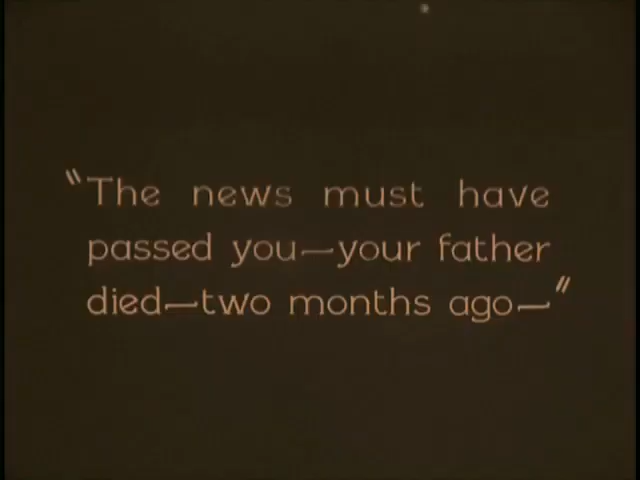 "The news must have
passed you—your father
died—two months ago—"